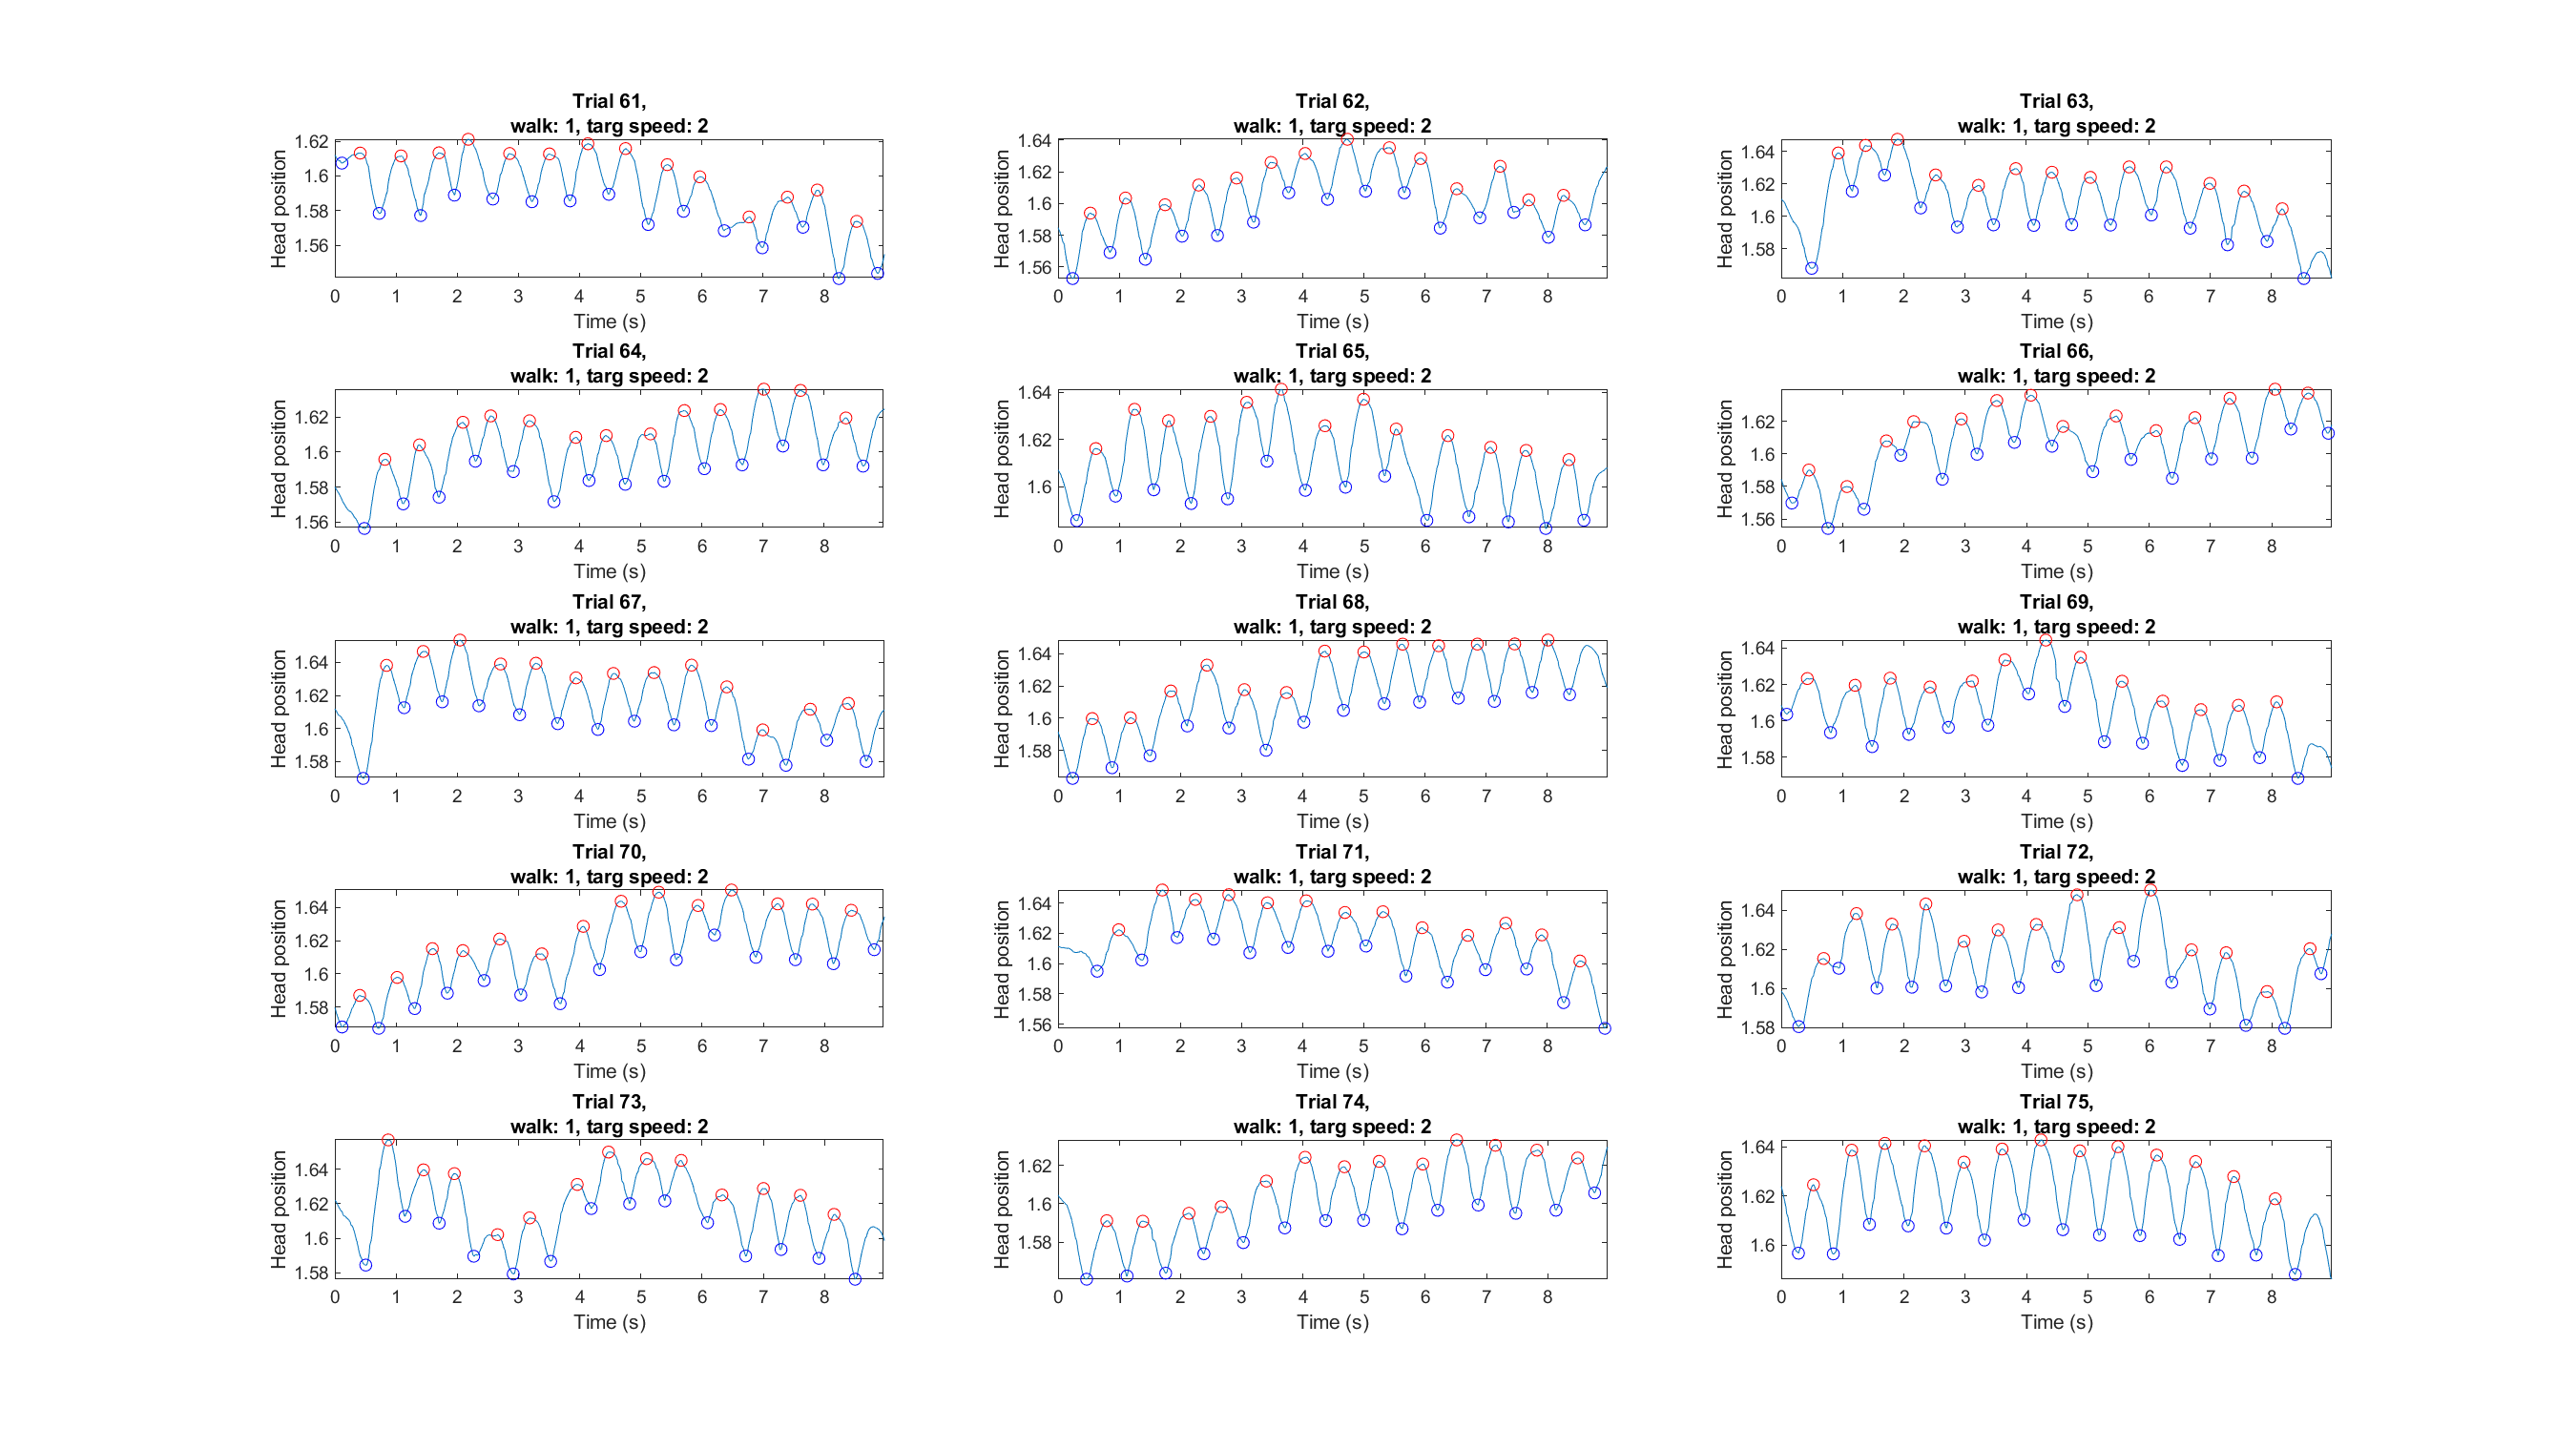 Trial 61,
walk: 1, targ speed: 2
Head position
1.62
1.6
1.58
1.56
0 1 2 3 4 5 6 7 8
Time (s)
Trial 62,
walk: 1, targ speed: 2
Head position
1.64
1.62
1.6
1.58
1.56
0 1 2 3 4 5 6 7 8
Time (s)
Trial 63,
walk: 1, targ speed: 2
Head position
1.64
1.62
1.6
1.58
0 1 2 3 4 5 6 7 8
Time (s)
Trial 64,
walk: 1, targ speed: 2
Head position
1.62
1.6
1.58
1.56
0 1 2 3 4 5 6 7 8
Time (s)
Trial 65,
walk: 1, targ speed: 2
Head position
1.64
1.62
1.6
0 1 2 3 4 5 6 7 8
Time (s)
Trial 66,
walk: 1, targ speed: 2
Head position
1.62
1.6
1.58
1.56
0 1 2 3 4 5 6 7 8
Time (s)
Trial 67,
walk: 1, targ speed: 2
Head position
1.64
1.62
1.6
1.58
0 1 2 3 4 5 6 7 8
Time (s)
Trial 68,
walk: 1, targ speed: 2
Head position
1.64
1.62
1.6
1.58
0 1 2 3 4 5 6 7 8
Time (s)
Trial 69,
walk: 1, targ speed: 2
Head position
1.64
1.62
1.6
1.58
0 1 2 3 4 5 6 7 8
Time (s)
Trial 70,
walk: 1, targ speed: 2
Head position
1.64
1.62
1.6
1.58
0 1 2 3 4 5 6 7 8
Time (s)
Trial 71,
walk: 1, targ speed: 2
Head position
1.64
1.62
1.6
1.58
1.56
0 1 2 3 4 5 6 7 8
Time (s)
Trial 72,
walk: 1, targ speed: 2
Head position
1.64
1.62
1.6
1.58
0 1 2 3 4 5 6 7 8
Time (s)
Trial 73,
walk: 1, targ speed: 2
Head position
1.64
1.62
1.6
1.58
0 1 2 3 4 5 6 7 8
Time (s)
Trial 74,
walk: 1, targ speed: 2
Head position
1.62
1.6
1.58
0 1 2 3 4 5 6 7 8
Time (s)
Trial 75,
walk: 1, targ speed: 2
Head position
1.64
1.62
1.6
0 1 2 3 4 5 6 7 8
Time (s)